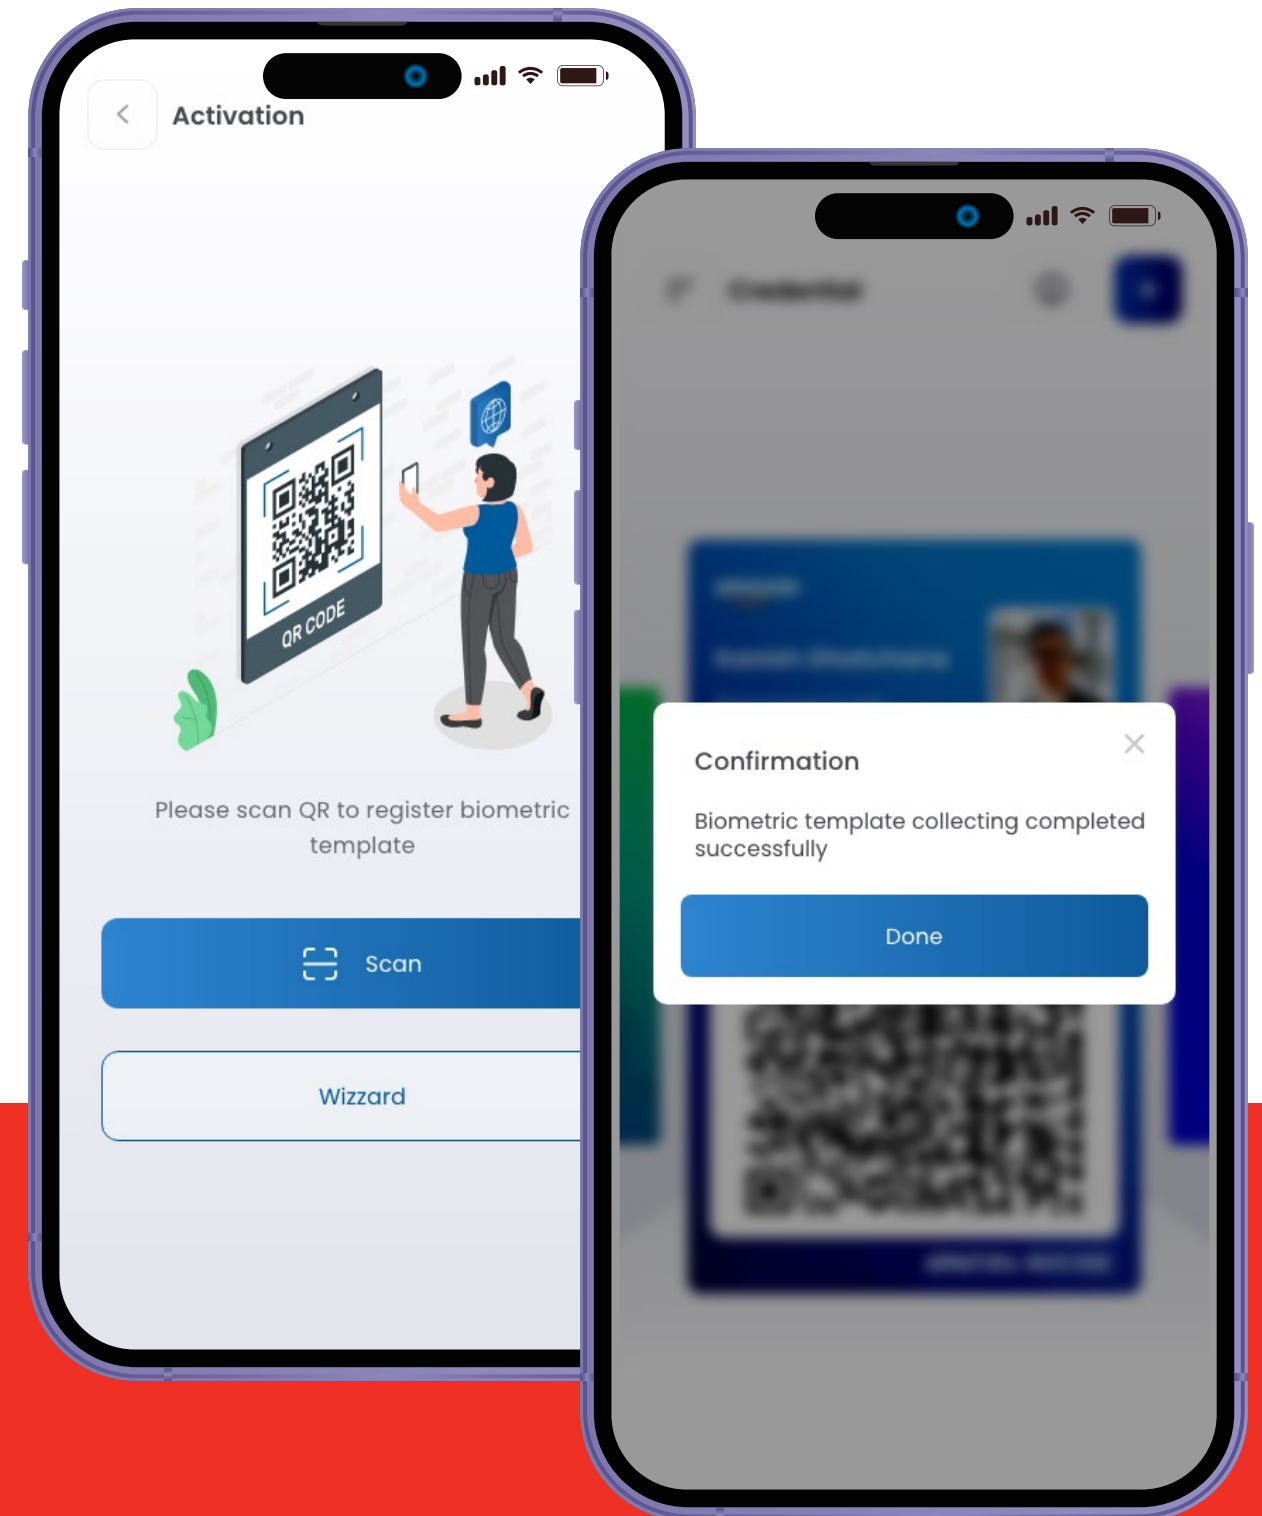 Activation
QR CODE
Please scan QR to register biometric
template
Scan
Wizzard
Credential
Confirmation
Biometric template collecting completed
successfully
Done